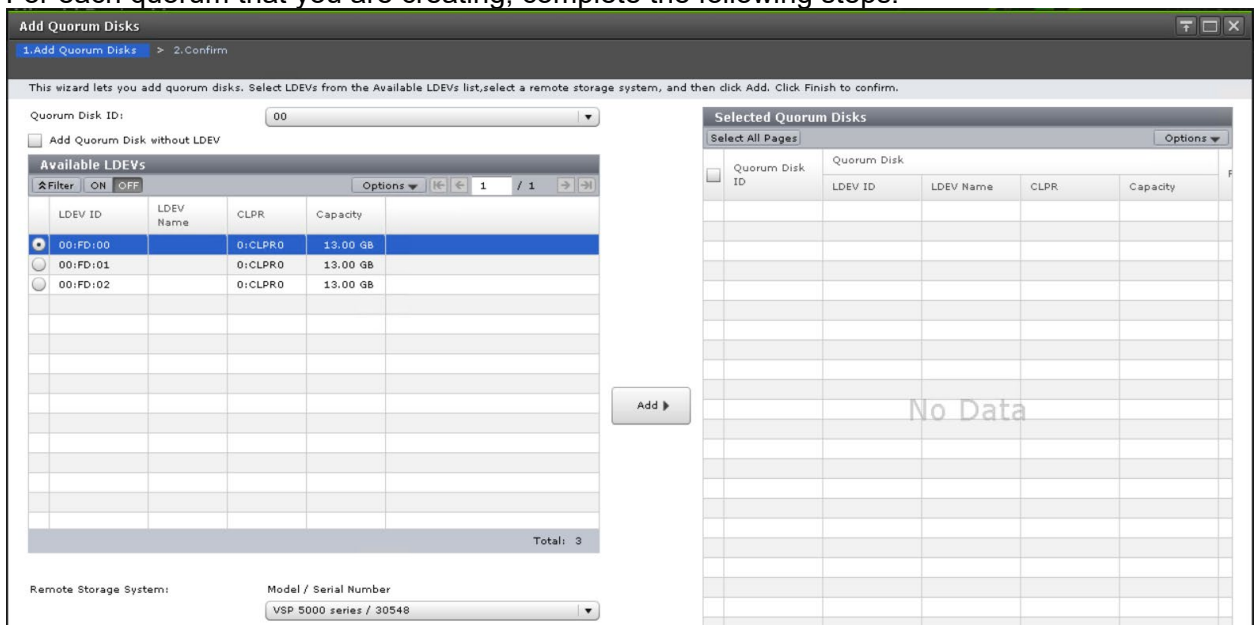 For each quorum that you are creating, complete the following steps:
Add Quorum Disks
1.Add Quorum Disks > 2.Confirm
This wizard lets you add quorum disks. Select LDEVs from the Available LDEVs list,select a remote storage system, and then click Add. Click Finish to confirm.
Quorum Disk ID: 00
Add Quorum Disk without LDEV
Available LDEVs
Filter ON OFF Options 1 / 1
LDEV ID LDEV Name CLPR Capacity
00:FD:00 0:CLPR0 13.00 GB
00:FD:01 0:CLPR0 13.00 GB
00:FD:02 0:CLPR0 13.00 GB
Total: 3
Remote Storage System: Model / Serial Number
VSP 5000 series / 30548
Add
Selected Quorum Disks
Select All Pages Options
Quorum Disk ID Quorum Disk
LDEV ID LDEV Name CLPR Capacity
No Data